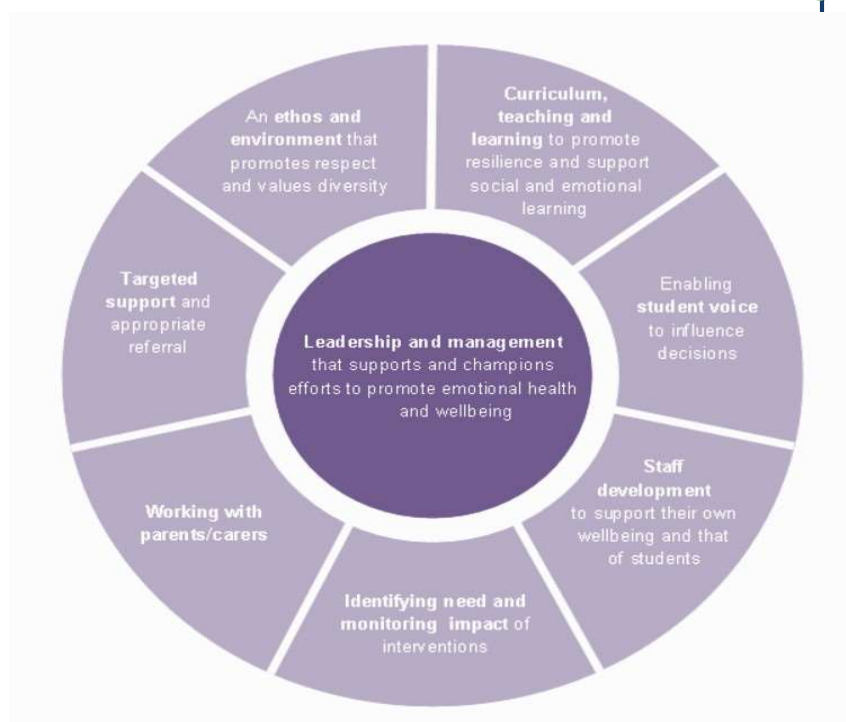 An ethos and
environment that
promotes respect
and values diversity
Curriculum,
teaching and
learning to promote
resilience and support
social and emotional
learning
Enabling
student voice
to influence
decisions
Staff
development
to support their own
wellbeing and that
of students
Identifying need and
monitoring impact of
interventions
Working with
parents/carers
Targeted
support and
appropriate
referral
Leadership and management
that supports and champions
efforts to promote emotional health
and wellbeing